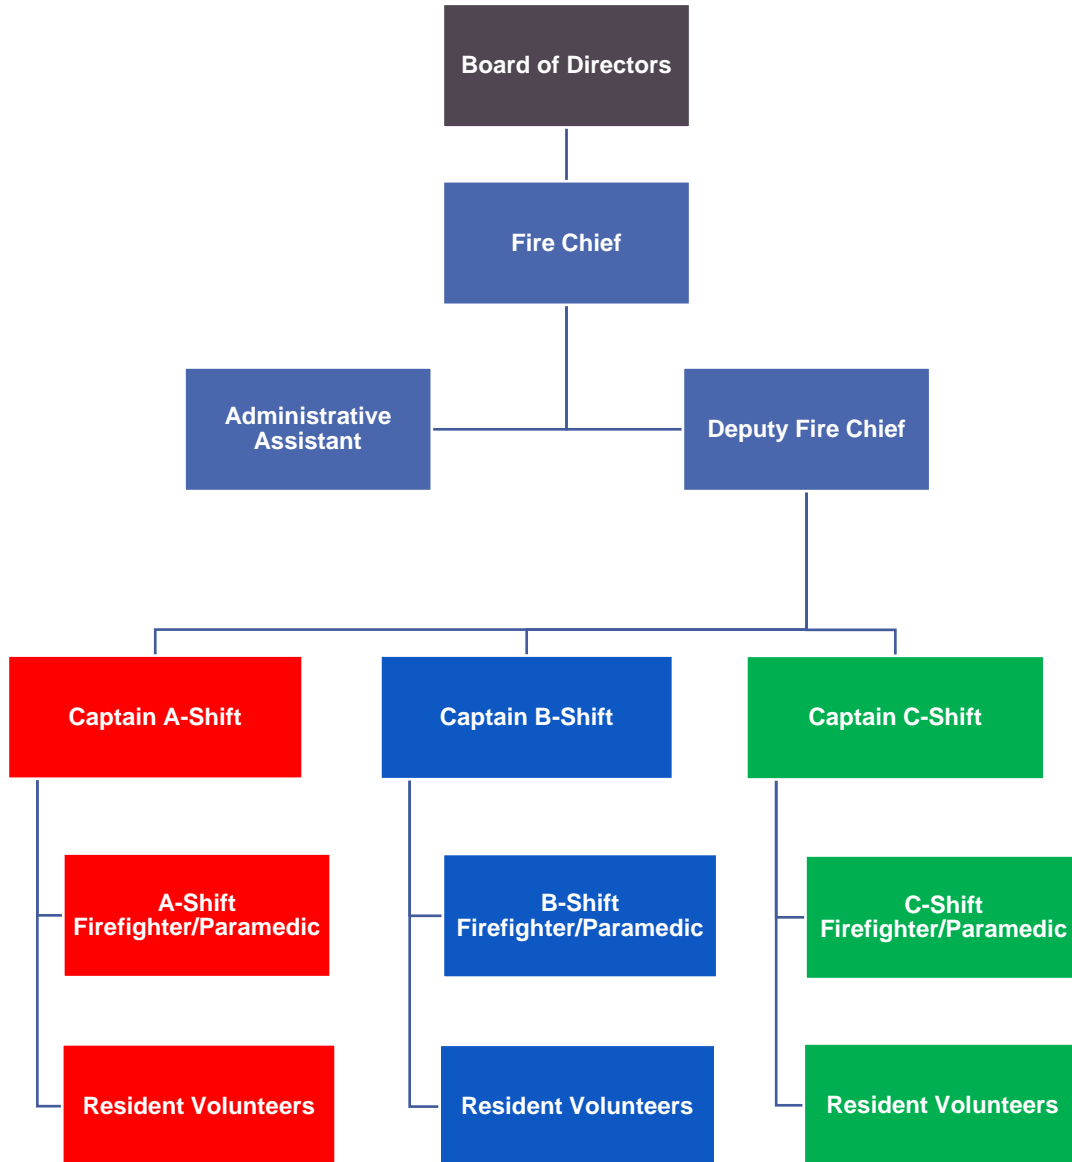 Board of Directors
Fire Chief
Administrative
Assistant
Deputy Fire Chief
Captain A-Shift
Captain B-Shift
Captain C-Shift
A-Shift
Firefighter/Paramedic
B-Shift
Firefighter/Paramedic
C-Shift
Firefighter/Paramedic
Resident Volunteers
Resident Volunteers
Resident Volunteers